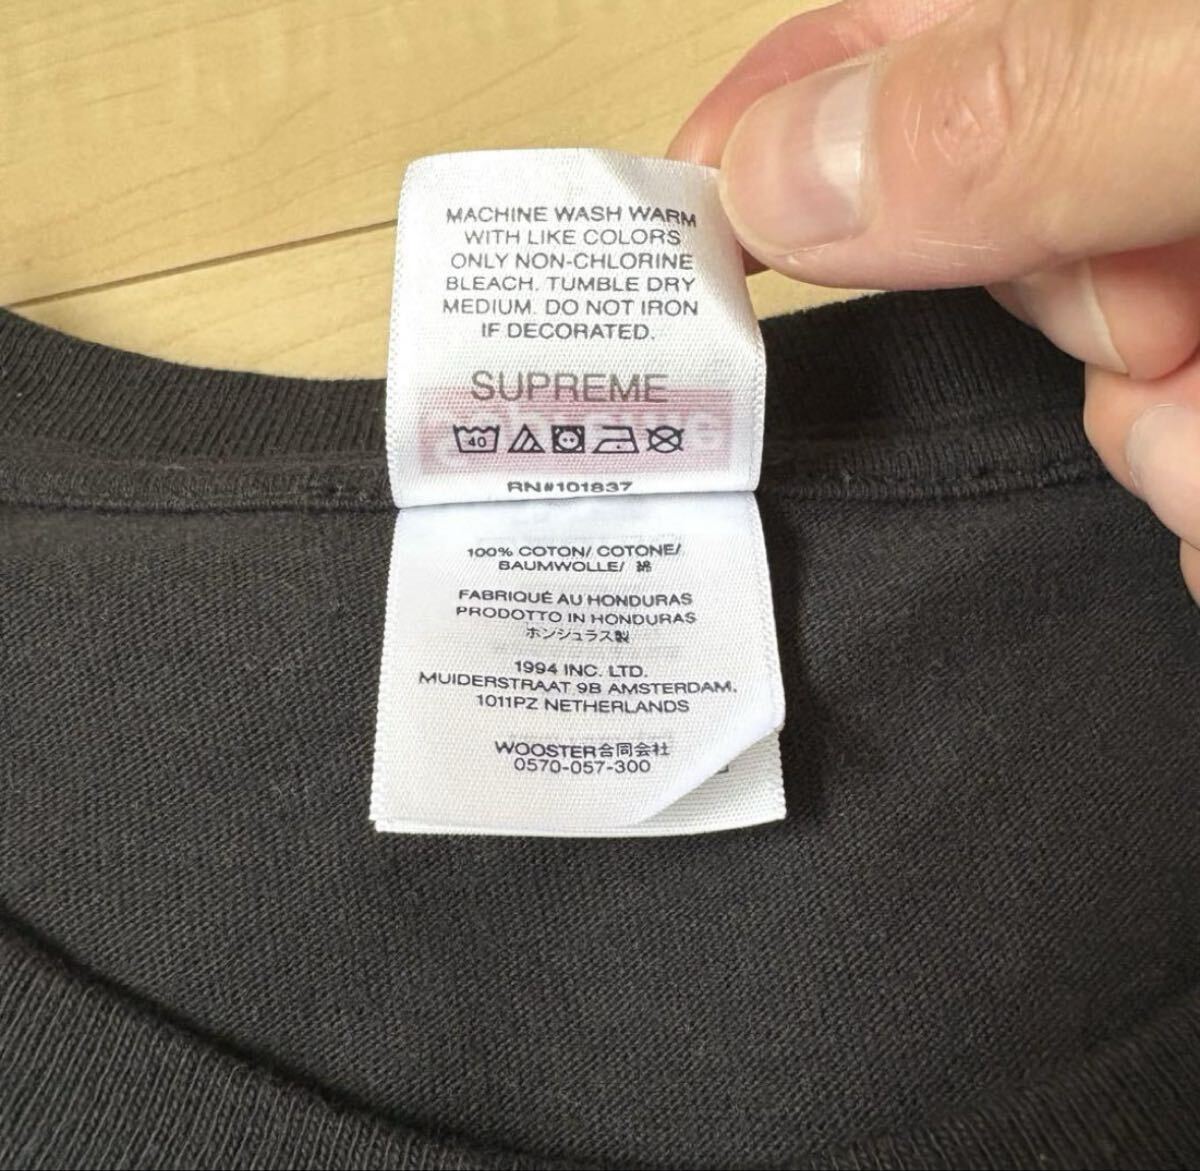 MACHINE WASH WARM
WITH LIKE COLORS
ONLY NON-CHLORINE
BLEACH. TUMBLE DRY
MEDIUM. DO NOT IRON
IF DECORATED.
SUPREME
40
RN#101837
100% COTON/ COTONE/
BAUMWOLLE/ 綿
FABRIQUÉ AU HONDURAS
PRODOTTO IN HONDURAS
ホンジュラス製
1994 INC. LTD.
MUIDERSTRAAT 9B AMSTERDAM,
1011PZ NETHERLANDS
WOOSTER合同会社
0570-057-300